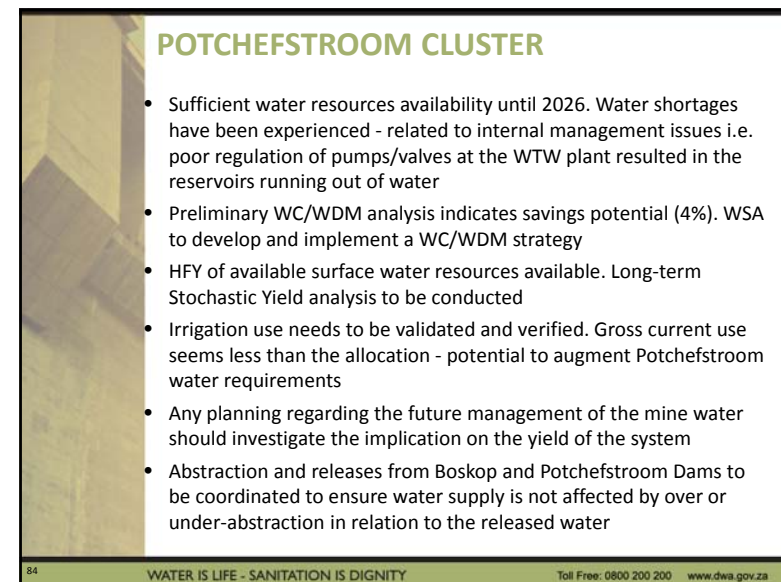 POTCHEFSTROOM CLUSTER
• Sufficient water resources availability until 2026. Water shortages
have been experienced - related to internal management issues i.e.
poor regulation of pumps/valves at the WTW plant resulted in the
reservoirs running out of water
• Preliminary WC/WDM analysis indicates savings potential (4%). WSA
to develop and implement a WC/WDM strategy
• HFY of available surface water resources available. Long-term
Stochastic Yield analysis to be conducted
• Irrigation use needs to be validated and verified. Gross current use
seems less than the allocation - potential to augment Potchefstroom
water requirements
• Any planning regarding the future management of the mine water
should investigate the implication on the yield of the system
• Abstraction and releases from Boskop and Potchefstroom Dams to
be coordinated to ensure water supply is not affected by over or
under-abstraction in relation to the released water
84 WATER IS LIFE - SANITATION IS DIGNITY Toll Free: 0800 200 200 www.dwa.gov.za